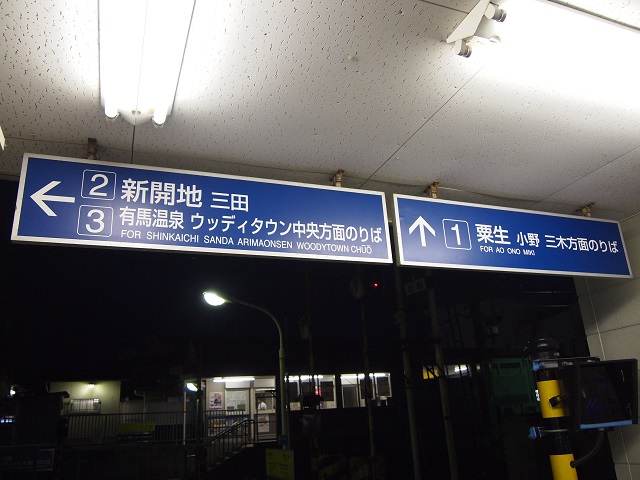 2 新開地 三田
3 有馬温泉 ウッディタウン中央方面のりば
FOR SHINKAICHI SANDA ARIMAONSEN WOODYTOWN CHŪŌ
1 粟生 小野 三木方面のりば
FOR AO ONO MIKI